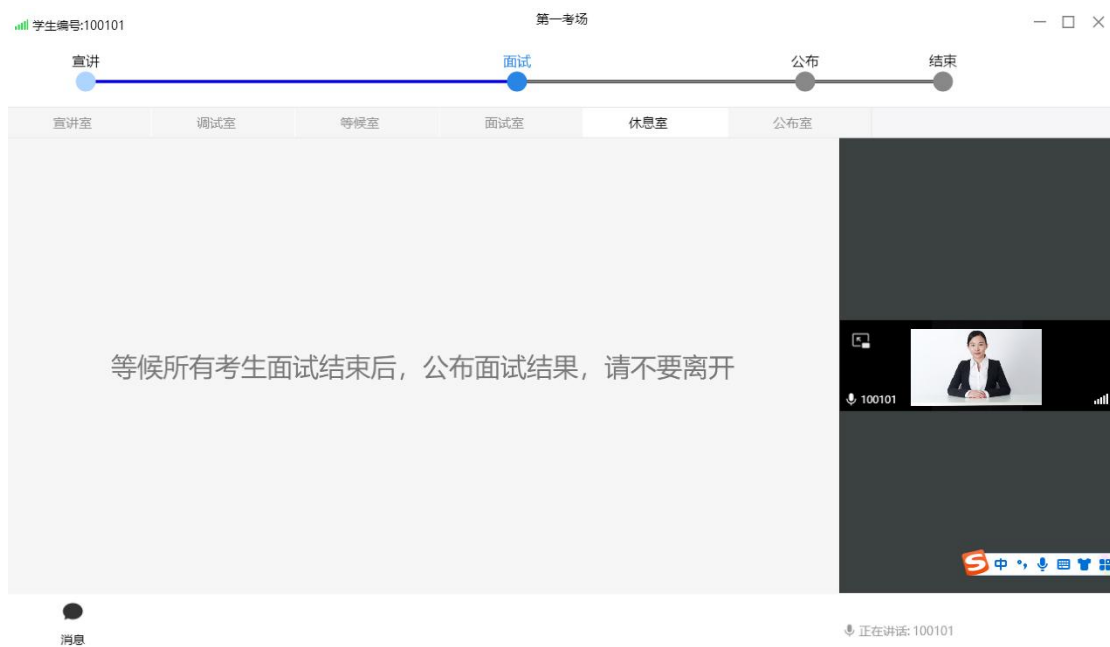 学生编号:100101
第一考场
宣讲 面试 公布 结束
宣讲室 调试室 等候室 面试室 休息室 公布室
等候所有考生面试结束后，公布面试结果，请不要离开
100101
中
消息
正在讲话: 100101